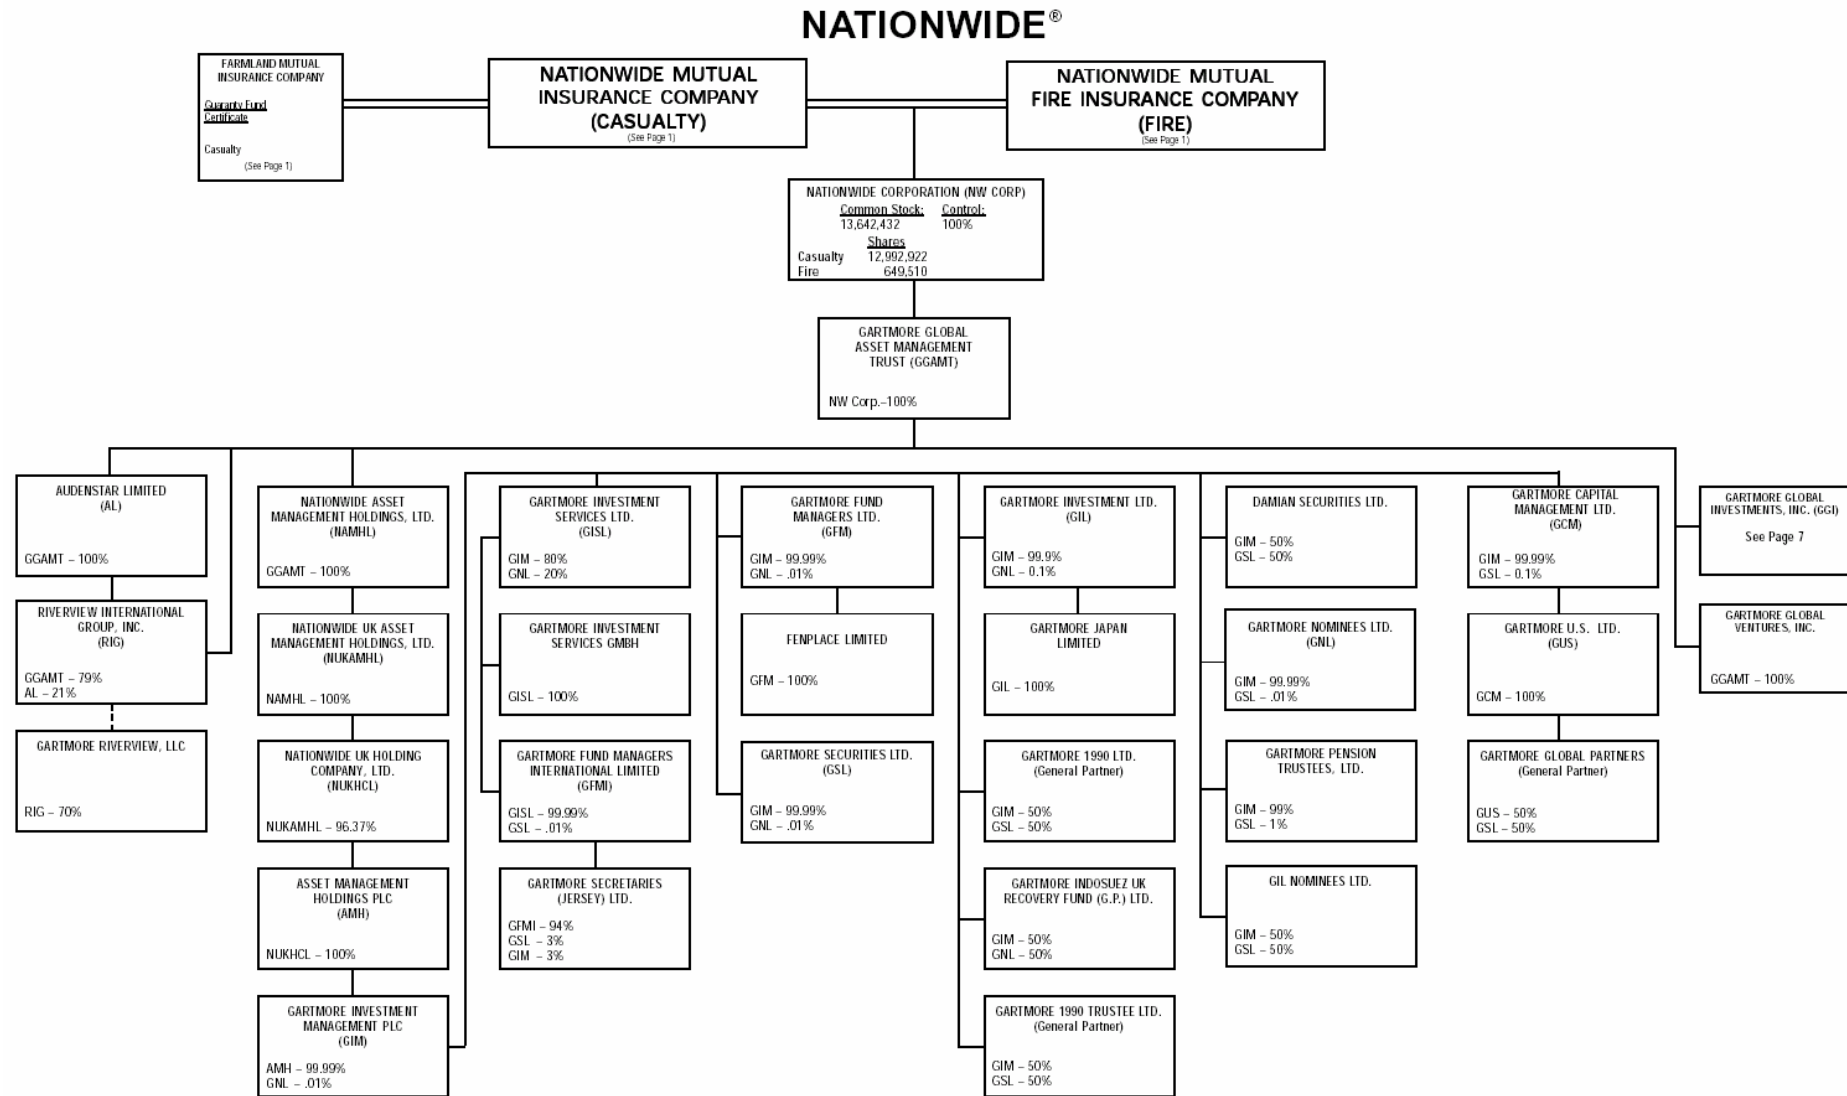 NATIONWIDE®
FARMLAND MUTUAL
INSURANCE COMPANY
Guaranty Fund
Certificate
Casualty
(See Page 1)
NATIONWIDE MUTUAL
INSURANCE COMPANY
(CASUALTY)
(See Page 1)
NATIONWIDE MUTUAL
FIRE INSURANCE COMPANY
(FIRE)
(See Page 1)
NATIONWIDE CORPORATION (NW CORP)
Common Stock: Control:
13,642,432 100%
Shares
Casualty 12,992,922
Fire 649,510
GARTMORE GLOBAL
ASSET MANAGEMENT
TRUST (GGAMT)
NW Corp.–100%
AUDENSTAR LIMITED
(AL)
GGAMT – 100%
RIVERVIEW INTERNATIONAL
GROUP, INC.
(RIG)
GGAMT – 79%
AL – 21%
GARTMORE RIVERVIEW, LLC
RIG – 70%
NATIONWIDE ASSET
MANAGEMENT HOLDINGS, LTD.
(NAMHL)
GGAMT – 100%
NATIONWIDE UK ASSET
MANAGEMENT HOLDINGS, LTD.
(NUKAMHL)
NAMHL – 100%
NATIONWIDE UK HOLDING
COMPANY, LTD.
(NUKHCL)
NUKAMHL – 96.37%
ASSET MANAGEMENT
HOLDINGS PLC
(AMH)
NUKHCL – 100%
GARTMORE INVESTMENT
MANAGEMENT PLC
(GIM)
AMH – 99.99%
GNL – .01%
GARTMORE INVESTMENT
SERVICES LTD.
(GISL)
GIM – 80%
GNL – 20%
GARTMORE INVESTMENT
SERVICES GMBH
GISL – 100%
GARTMORE FUND MANAGERS
INTERNATIONAL LIMITED
(GFMI)
GISL – 99.99%
GSL – .01%
GARTMORE SECRETARIES
(JERSEY) LTD.
GFMI – 94%
GSL – 3%
GIM – 3%
GARTMORE FUND
MANAGERS LTD.
(GFM)
GIM – 99.99%
GNL – .01%
FENPLACE LIMITED
GFM – 100%
GARTMORE SECURITIES LTD.
(GSL)
GIM – 99.99%
GNL – .01%
GARTMORE INVESTMENT LTD.
(GIL)
GIM – 99.9%
GNL – 0.1%
GARTMORE JAPAN
LIMITED
GIL – 100%
GARTMORE 1990 LTD.
(General Partner)
GIM – 50%
GSL – 50%
GARTMORE INDOSUEZ UK
RECOVERY FUND (G.P.) LTD.
GIM – 50%
GNL – 50%
GARTMORE 1990 TRUSTEE LTD.
(General Partner)
GIM – 50%
GSL – 50%
DAMIAN SECURITIES LTD.
GIM – 50%
GSL – 50%
GARTMORE NOMINEES LTD.
(GNL)
GIM – 99.99%
GSL – .01%
GARTMORE PENSION
TRUSTEES, LTD.
GIM – 99%
GSL – 1%
GIL NOMINEES LTD.
GIM – 50%
GSL – 50%
GARTMORE CAPITAL
MANAGEMENT LTD.
(GCM)
GIM – 99.99%
GSL – 0.1%
GARTMORE U.S. LTD.
(GUS)
GCM – 100%
GARTMORE GLOBAL PARTNERS
(General Partner)
GUS – 50%
GSL – 50%
GARTMORE GLOBAL
INVESTMENTS, INC. (GGI)
See Page 7
GARTMORE GLOBAL
VENTURES, INC.
GGAMT – 100%